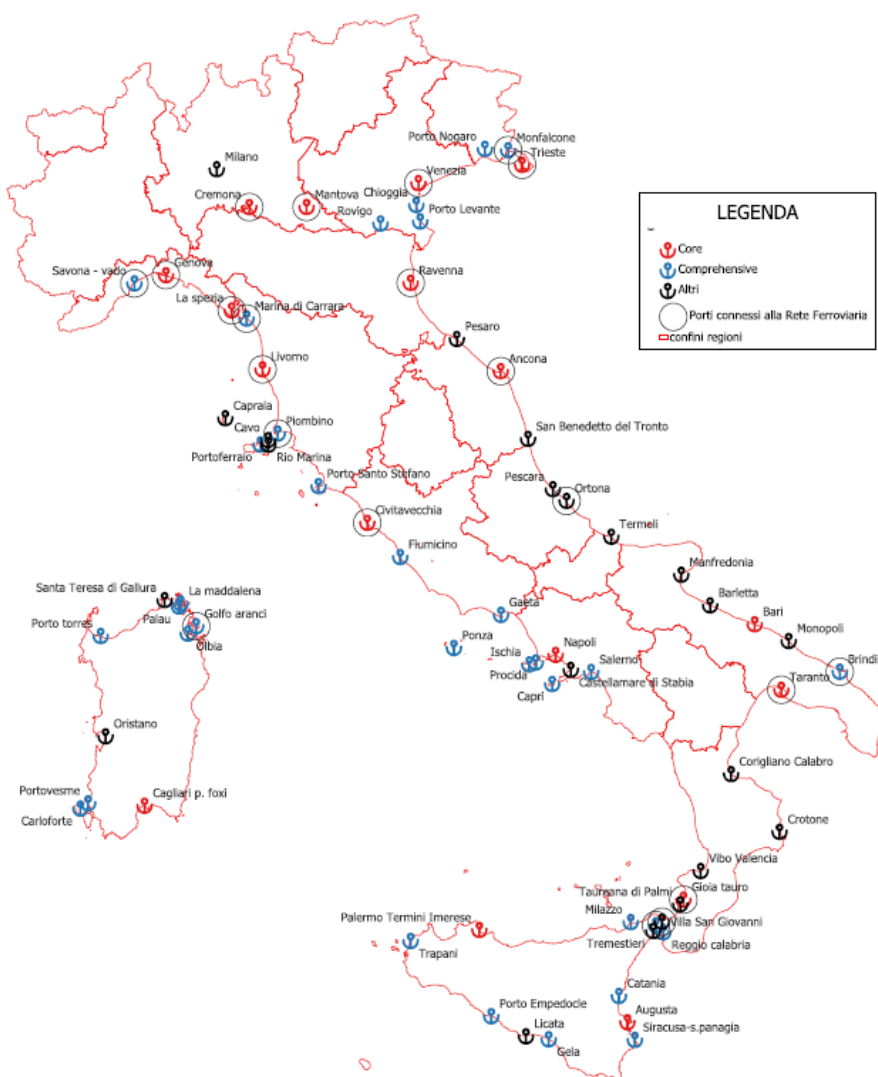 Porto Nogaro
Monfalcone
Trieste
Milano
Venezia
Cremona
Mantova
Chioggia
Rovigo
Porto Levante
LEGENDA
Core
Comprehensive
Altri
Porti connessi alla Rete Ferroviaria
confini regioni
Savona - vado
Genova
Ravenna
La spezia
Marina di Carrara
Pesaro
Livorno
Ancona
Capraia
Cavo
Piombino
San Benedetto del Tronto
Portoferraio
Rio Marina
Porto Santo Stefano
Pescara
Ortona
Civitavecchia
Termoli
Fiumicino
Manfredonia
Santa Teresa di Gallura
La maddalena
Barletta
Palau
Golfo aranci
Gaeta
Bari
Porto torres
Olbia
Ponza
Monopoli
Ischia
Napoli
Procida
Salerno
Brindis
Capri
Castellamare di Stabia
Taranto
Oristano
Corigliano Calabro
Portovesme
Cagliari p. foxi
Carloforte
Crotone
Vibo Valencia
Taureana di Palmi
Gioia tauro
Palermo Termini Imerese
Milazzo
Villa San Giovanni
Trapani
Tremestieri
Reggio calabria
Catania
Porto Empedocle
Augusta
Licata
Siracusa-s.panagia
Gela